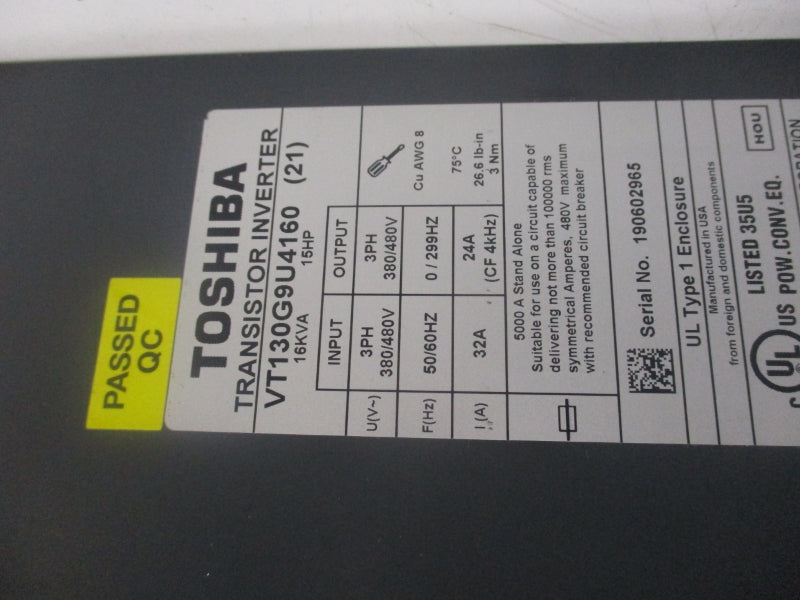 PASSED
QC
TOSHIBA
TRANSISTOR INVERTER
VT130G9U4160 (21)
16KVA 15HP
INPUT OUTPUT
U(V~) 3PH 380/480V 3PH 380/480V
F(Hz) 50/60HZ 0 / 299HZ
I (A) 32A 24A (CF 4kHz)
Cu AWG 8
75°C
26.6 lb-in
3 Nm
5000 A Stand Alone
Suitable for use on a circuit capable of
delivering not more than 100000 rms
symmetrical Amperes, 480V maximum
with recommended circuit breaker
Serial No. 190602965
UL Type 1 Enclosure
Manufactured in USA
from foreign and domestic components
LISTED 35U5 HOU
C UL US POW.CONV.EQ.